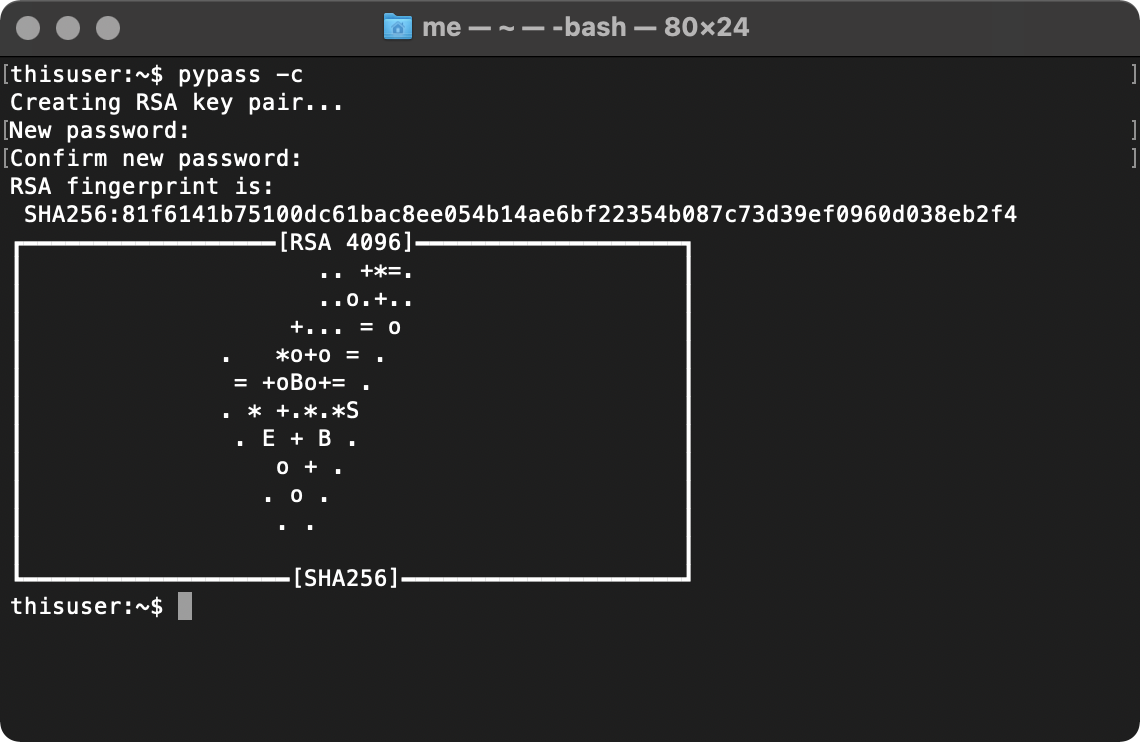 me — ~ — -bash — 80×24
thisuser:~$ pypass -c
Creating RSA key pair...
New password:
Confirm new password:
RSA fingerprint is:
SHA256:81f6141b75100dc61bac8ee054b14ae6bf22354b087c73d39ef0960d038eb2f4
[RSA 4096]
.. +*=.
..o.+..
+... = o
.   *o+o = .
= +oBo+= .
. * +.*.*S
. E + B .
o + .
. o .
. .
[SHA256]
thisuser:~$